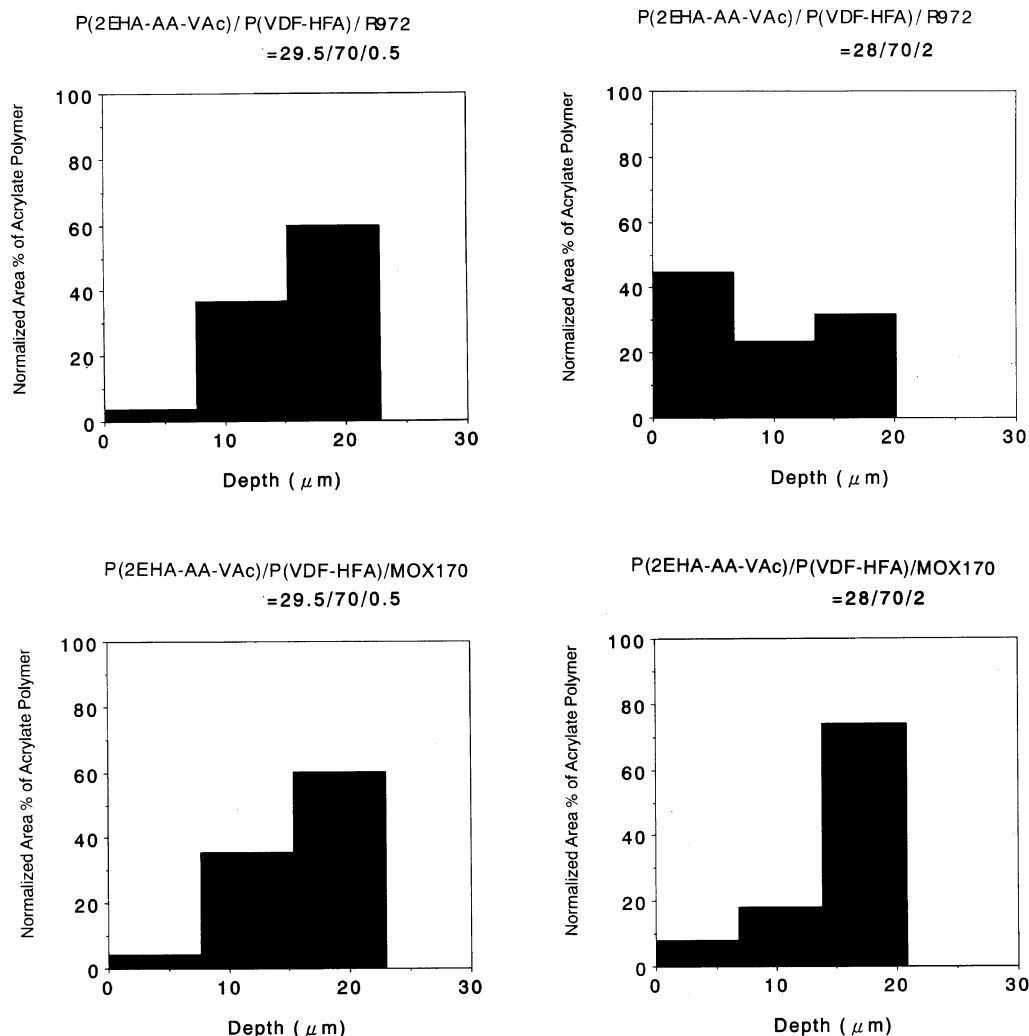 P(2EHA-AA-VAc)/P(VDF-HFA)/R972
=29.5/70/0.5
Normalized Area % of Acrylate Polymer
100
80
60
40
20
0
0 10 20 30
Depth (μm)
P(2EHA-AA-VAc)/P(VDF-HFA)/R972
=28/70/2
Normalized Area % of Acrylate Polymer
100
80
60
40
20
0
0 10 20 30
Depth (μm)
P(2EHA-AA-VAc)/P(VDF-HFA)/MOX170
=29.5/70/0.5
Normalized Area % of Acrylate Polymer
100
80
60
40
20
0
0 10 20 30
Depth (μm)
P(2EHA-AA-VAc)/P(VDF-HFA)/MOX170
=28/70/2
Normalized Area % of Acrylate Polymer
100
80
60
40
20
0
0 10 20 30
Depth (μm)